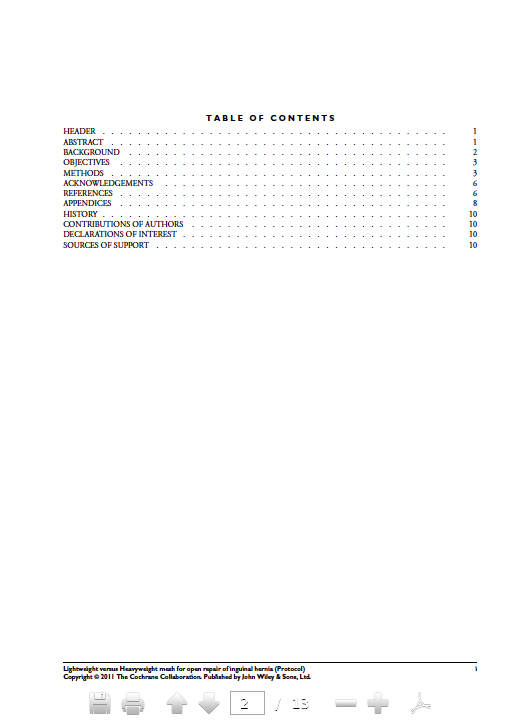 TABLE OF CONTENTS
HEADER . . . . . . . . . . . . . . . . . . . . . . . . . . . . . . . . . . . . . . . 1
ABSTRACT . . . . . . . . . . . . . . . . . . . . . . . . . . . . . . . . . . . . . . 1
BACKGROUND . . . . . . . . . . . . . . . . . . . . . . . . . . . . . . . . . . . . 2
OBJECTIVES . . . . . . . . . . . . . . . . . . . . . . . . . . . . . . . . . . . . . 3
METHODS . . . . . . . . . . . . . . . . . . . . . . . . . . . . . . . . . . . . . . 3
ACKNOWLEDGEMENTS . . . . . . . . . . . . . . . . . . . . . . . . . . . . . . . . 6
REFERENCES . . . . . . . . . . . . . . . . . . . . . . . . . . . . . . . . . . . . . 6
APPENDICES . . . . . . . . . . . . . . . . . . . . . . . . . . . . . . . . . . . . . 8
HISTORY . . . . . . . . . . . . . . . . . . . . . . . . . . . . . . . . . . . . . . . 10
CONTRIBUTIONS OF AUTHORS . . . . . . . . . . . . . . . . . . . . . . . . . . . . . 10
DECLARATIONS OF INTEREST . . . . . . . . . . . . . . . . . . . . . . . . . . . . . . 10
SOURCES OF SUPPORT . . . . . . . . . . . . . . . . . . . . . . . . . . . . . . . . . 10
Lightweight versus Heavyweight mesh for open repair of inguinal hernia (Protocol) i
Copyright © 2011 The Cochrane Collaboration. Published by John Wiley & Sons, Ltd.
2 / 13